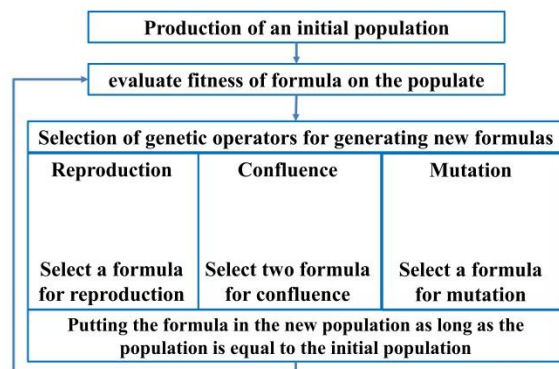 Production of an initial population
evaluate fitness of formula on the populate
Selection of genetic operators for generating new formulas
Reproduction
Select a formula
for reproduction
Confluence
Select two formula
for confluence
Mutation
Select a formula
for mutation
Putting the formula in the new population as long as the
population is equal to the initial population